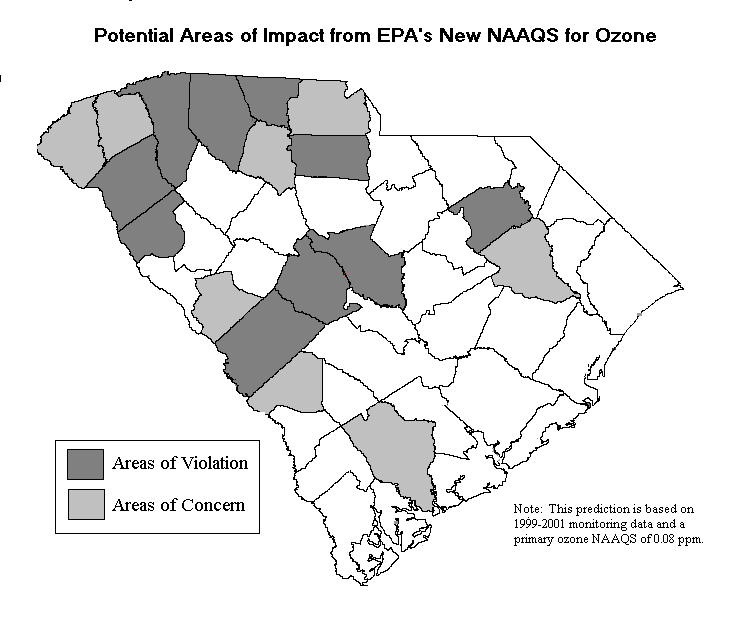 Potential Areas of Impact from EPA's New NAAQS for Ozone
Areas of Violation
Areas of Concern
Note: This prediction is based on
1999-2001 monitoring data and a
primary ozone NAAQS of 0.08 ppm.